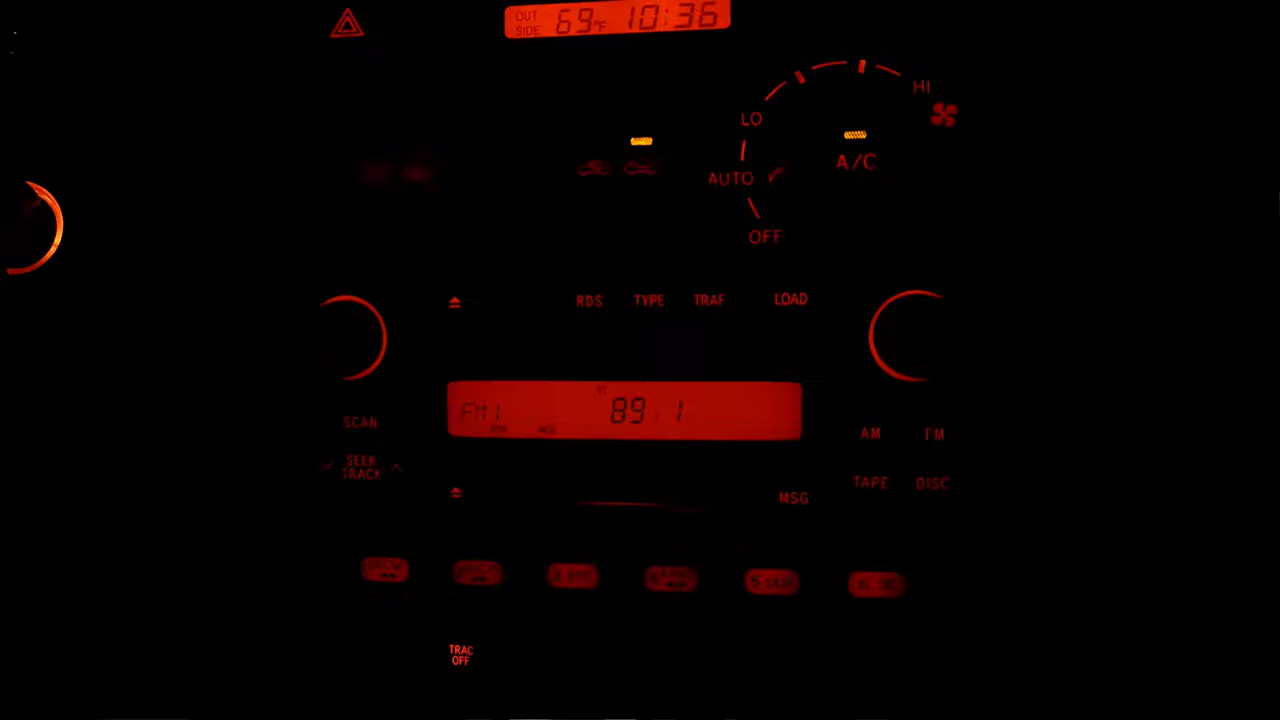 OUT SIDE 69°F 10:36
HI
LO
A/C
AUTO
OFF
RDS TYPE TRAF LOAD
FM1 89.1
SCAN
AM FM
SEEK TRACK
TAPE DISC
MSG
TRAC OFF